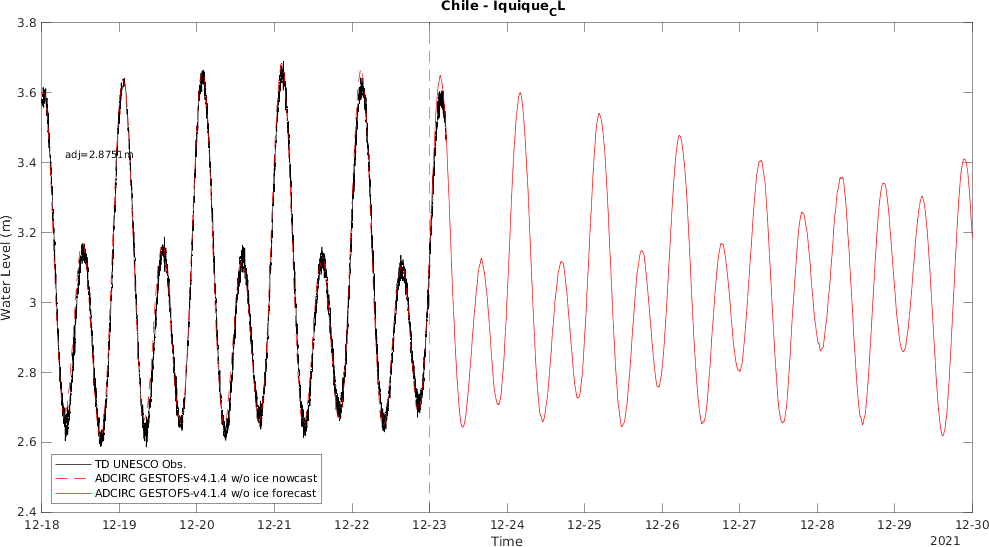 Chile - Iquique_CL
3.8
3.6
3.4
3.2
3
2.8
2.6
2.4
Water Level (m)
adj=2.8751m
TD UNESCO Obs.
ADCIRC GESTOFS-v4.1.4 w/o ice nowcast
ADCIRC GESTOFS-v4.1.4 w/o ice forecast
12-18 12-19 12-20 12-21 12-22 12-23 12-24 12-25 12-26 12-27 12-28 12-29 12-30
Time
2021